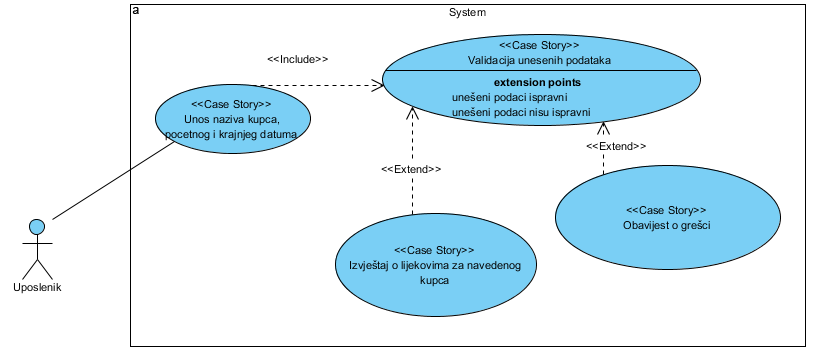 a
System
<<Case Story>>
Validacija unesenih podataka
extension points
unešeni podaci ispravni
unešeni podaci nisu ispravni
<<Include>>
<<Case Story>>
Unos naziva kupca,
pocetnog i krajnjeg datuma
<<Extend>>
<<Extend>>
<<Case Story>>
Obavijest o grešci
<<Case Story>>
Izvještaj o lijekovima za navedenog
kupca
Uposlenik